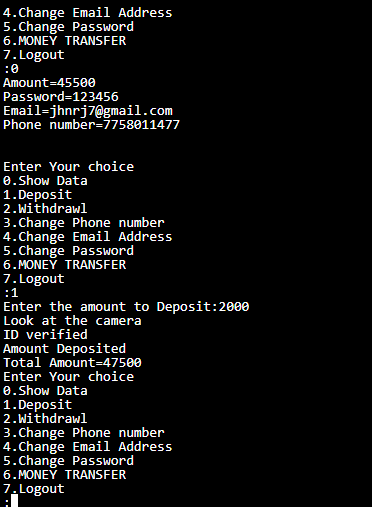 4.Change Email Address
5.Change Password
6.MONEY TRANSFER
7.Logout
:0
Amount=45500
Password=123456
Email=jhnrj7@gmail.com
Phone number=7758011477
Enter Your choice
0.Show Data
1.Deposit
2.Withdrawl
3.Change Phone number
4.Change Email Address
5.Change Password
6.MONEY TRANSFER
7.Logout
:1
Enter the amount to Deposit:2000
Look at the camera
ID verified
Amount Deposited
Total Amount=47500
Enter Your choice
0.Show Data
1.Deposit
2.Withdrawl
3.Change Phone number
4.Change Email Address
5.Change Password
6.MONEY TRANSFER
7.Logout
: